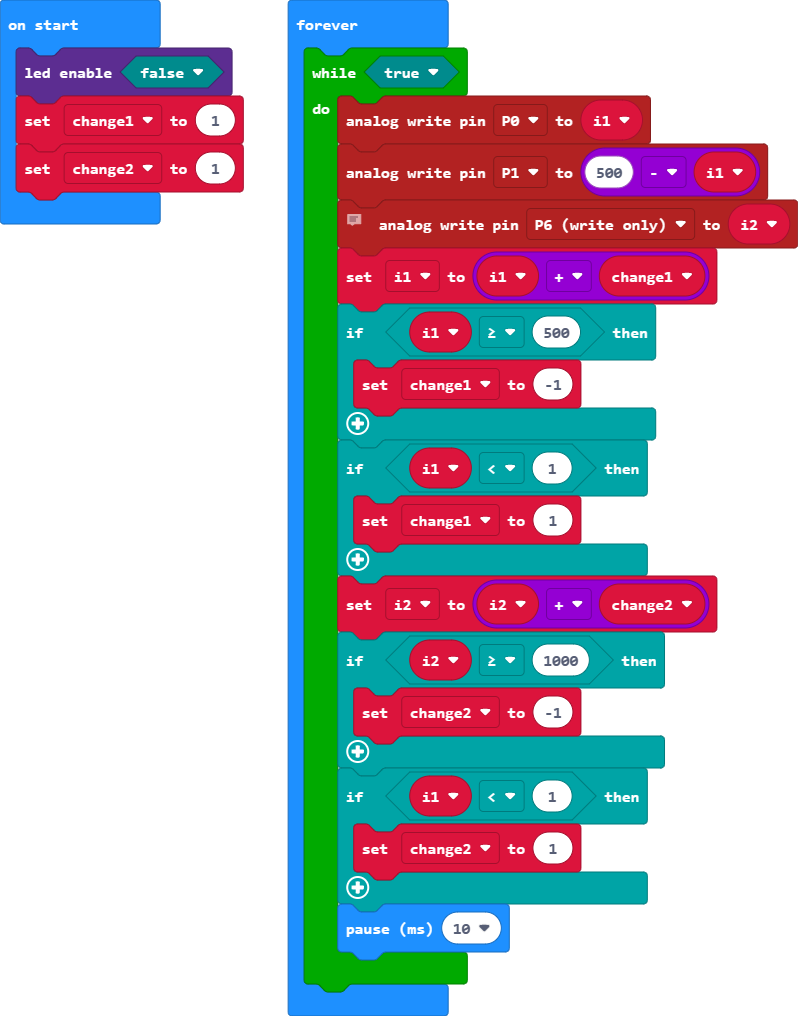 on start
led enable false
set change1 to 1
set change2 to 1
forever
while true
do
analog write pin P0 to i1
analog write pin P1 to 500 - i1
analog write pin P6 (write only) to i2
set i1 to i1 + change1
if i1 ≥ 500 then
set change1 to -1
if i1 < 1 then
set change1 to 1
set i2 to i2 + change2
if i2 ≥ 1000 then
set change2 to -1
if i1 < 1 then
set change2 to 1
pause (ms) 10